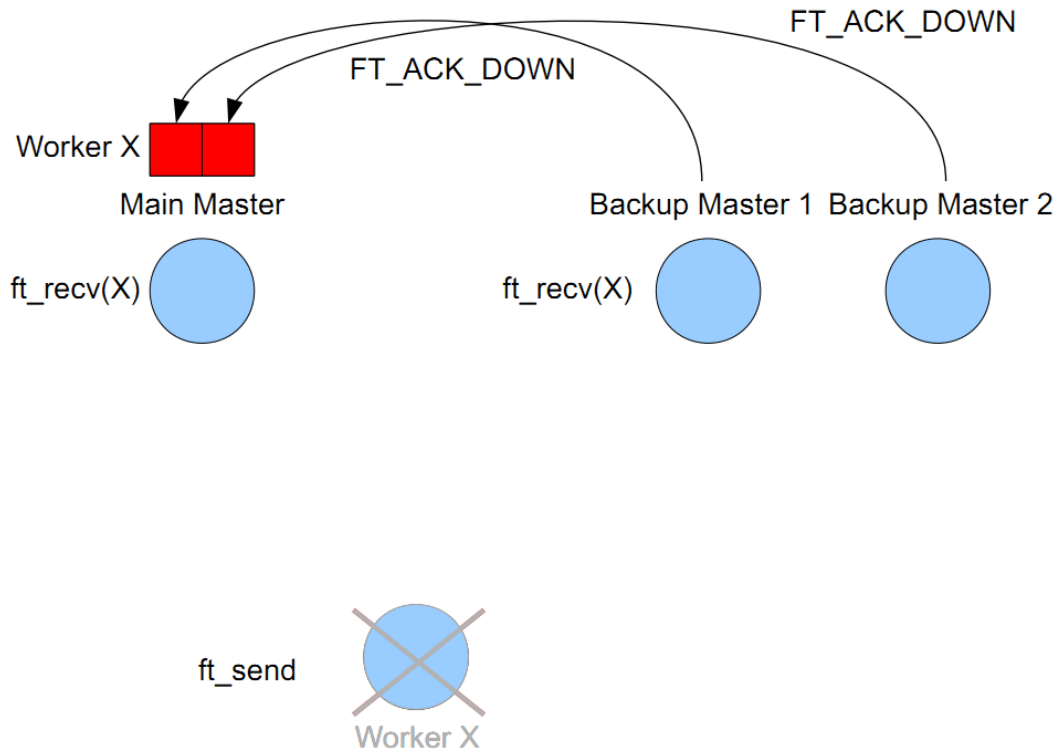 FT_ACK_DOWN
FT_ACK_DOWN
Worker X
Main Master
Backup Master 1
Backup Master 2
ft_recv(X)
ft_recv(X)
ft_send
Worker X